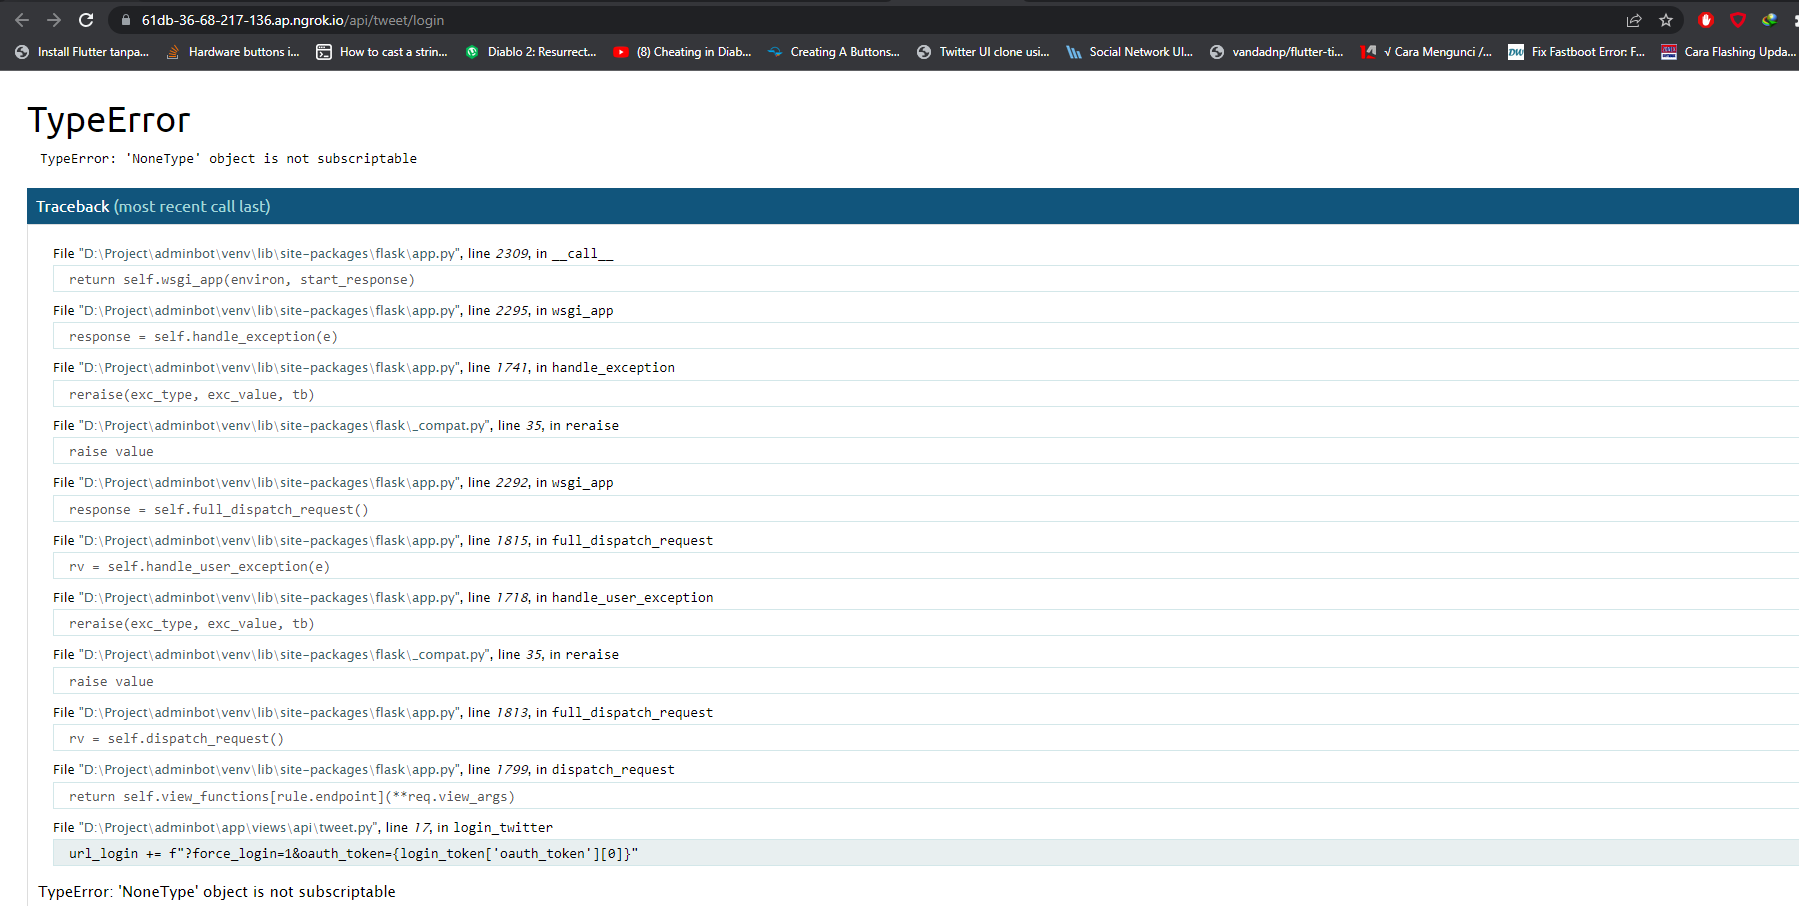 61db-36-68-217-136.ap.ngrok.io/api/tweet/login
Install Flutter tanpa... Hardware buttons i... How to cast a strin... Diablo 2: Resurrect... (8) Cheating in Diab... Creating A Buttons... Twitter UI clone usi... Social Network UI... vandadnp/flutter-ti... √ Cara Mengunci /... Fix Fastboot Error: F... Cara Flashing Upda...
TypeError
TypeError: 'NoneType' object is not subscriptable
Traceback (most recent call last)
File "D:\Project\adminbot\venv\lib\site-packages\flask\app.py", line 2309, in __call__
return self.wsgi_app(environ, start_response)
File "D:\Project\adminbot\venv\lib\site-packages\flask\app.py", line 2295, in wsgi_app
response = self.handle_exception(e)
File "D:\Project\adminbot\venv\lib\site-packages\flask\app.py", line 1741, in handle_exception
reraise(exc_type, exc_value, tb)
File "D:\Project\adminbot\venv\lib\site-packages\flask\_compat.py", line 35, in reraise
raise value
File "D:\Project\adminbot\venv\lib\site-packages\flask\app.py", line 2292, in wsgi_app
response = self.full_dispatch_request()
File "D:\Project\adminbot\venv\lib\site-packages\flask\app.py", line 1815, in full_dispatch_request
rv = self.handle_user_exception(e)
File "D:\Project\adminbot\venv\lib\site-packages\flask\app.py", line 1718, in handle_user_exception
reraise(exc_type, exc_value, tb)
File "D:\Project\adminbot\venv\lib\site-packages\flask\_compat.py", line 35, in reraise
raise value
File "D:\Project\adminbot\venv\lib\site-packages\flask\app.py", line 1813, in full_dispatch_request
rv = self.dispatch_request()
File "D:\Project\adminbot\venv\lib\site-packages\flask\app.py", line 1799, in dispatch_request
return self.view_functions[rule.endpoint](**req.view_args)
File "D:\Project\adminbot\app\views\api\tweet.py", line 17, in login_twitter
url_login += f"?force_login=1&oauth_token={login_token['oauth_token'][0]}"
TypeError: 'NoneType' object is not subscriptable